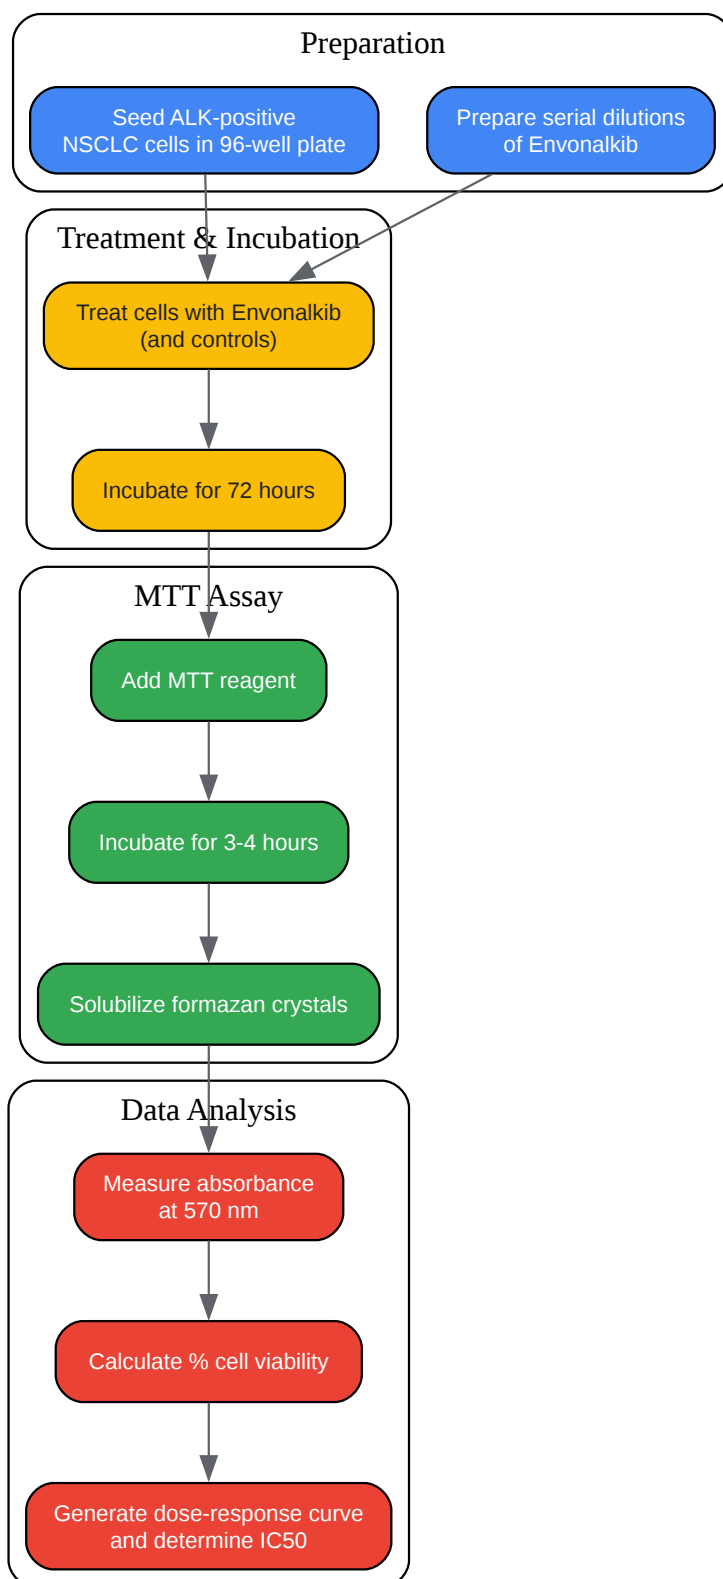 Preparation
Seed ALK-positive
NSCLC cells in 96-well plate
Prepare serial dilutions
of Envonalkib
Treatment & Incubation
Treat cells with Envonalkib
(and controls)
Incubate for 72 hours
MTT Assay
Add MTT reagent
Incubate for 3-4 hours
Solubilize formazan crystals
Data Analysis
Measure absorbance
at 570 nm
Calculate % cell viability
Generate dose-response curve
and determine IC50